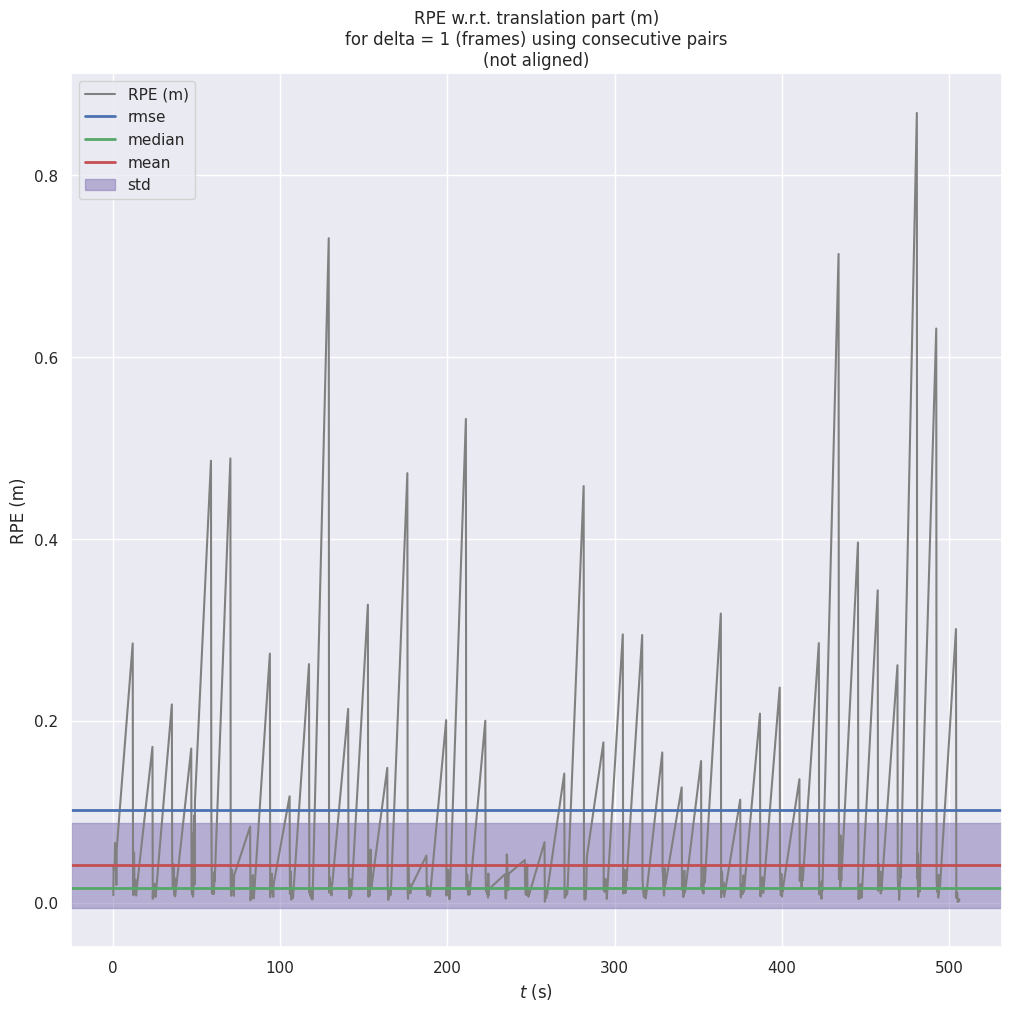 RPE w.r.t. translation part (m)
for delta = 1 (frames) using consecutive pairs
(not aligned)
RPE (m)
rmse
median
mean
std
RPE (m)
0.8
0.6
0.4
0.2
0.0
0 100 200 300 400 500
t (s)